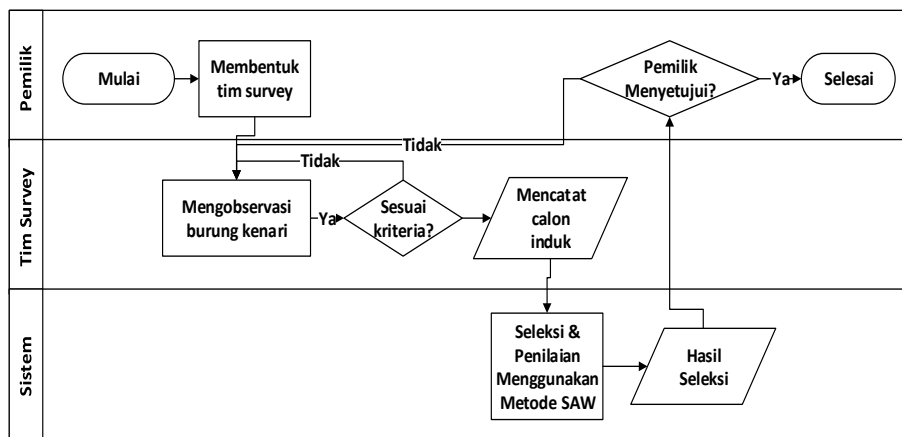 Pemilik
Mulai
Membentuk
tim survey
Pemilik
Menyetujui?
Ya
Selesai
Tidak
Tim Survey
Tidak
Mengobservasi
burung kenari
Ya
Sesuai
kriteria?
Mencatat
calon
induk
Sistem
Seleksi &
Penilaian
Menggunakan
Metode SAW
Hasil
Seleksi